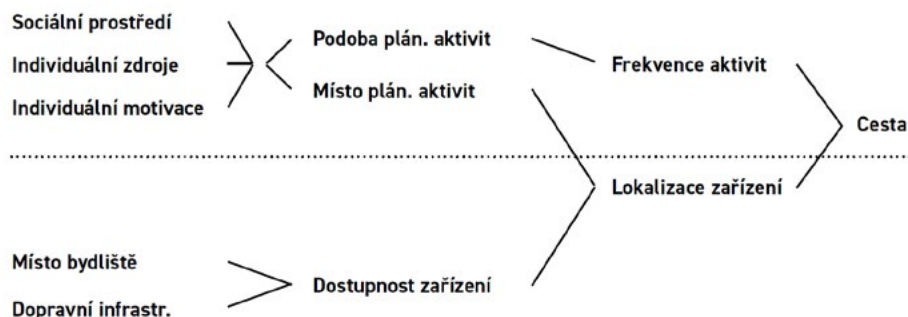 Sociální prostředí
Individuální zdroje
Individuální motivace
Podoba plán. aktivit
Místo plán. aktivit
Frekvence aktivit
Cesta
Lokalizace zařízení
Místo bydliště
Dopravní infrastr.
Dostupnost zařízení